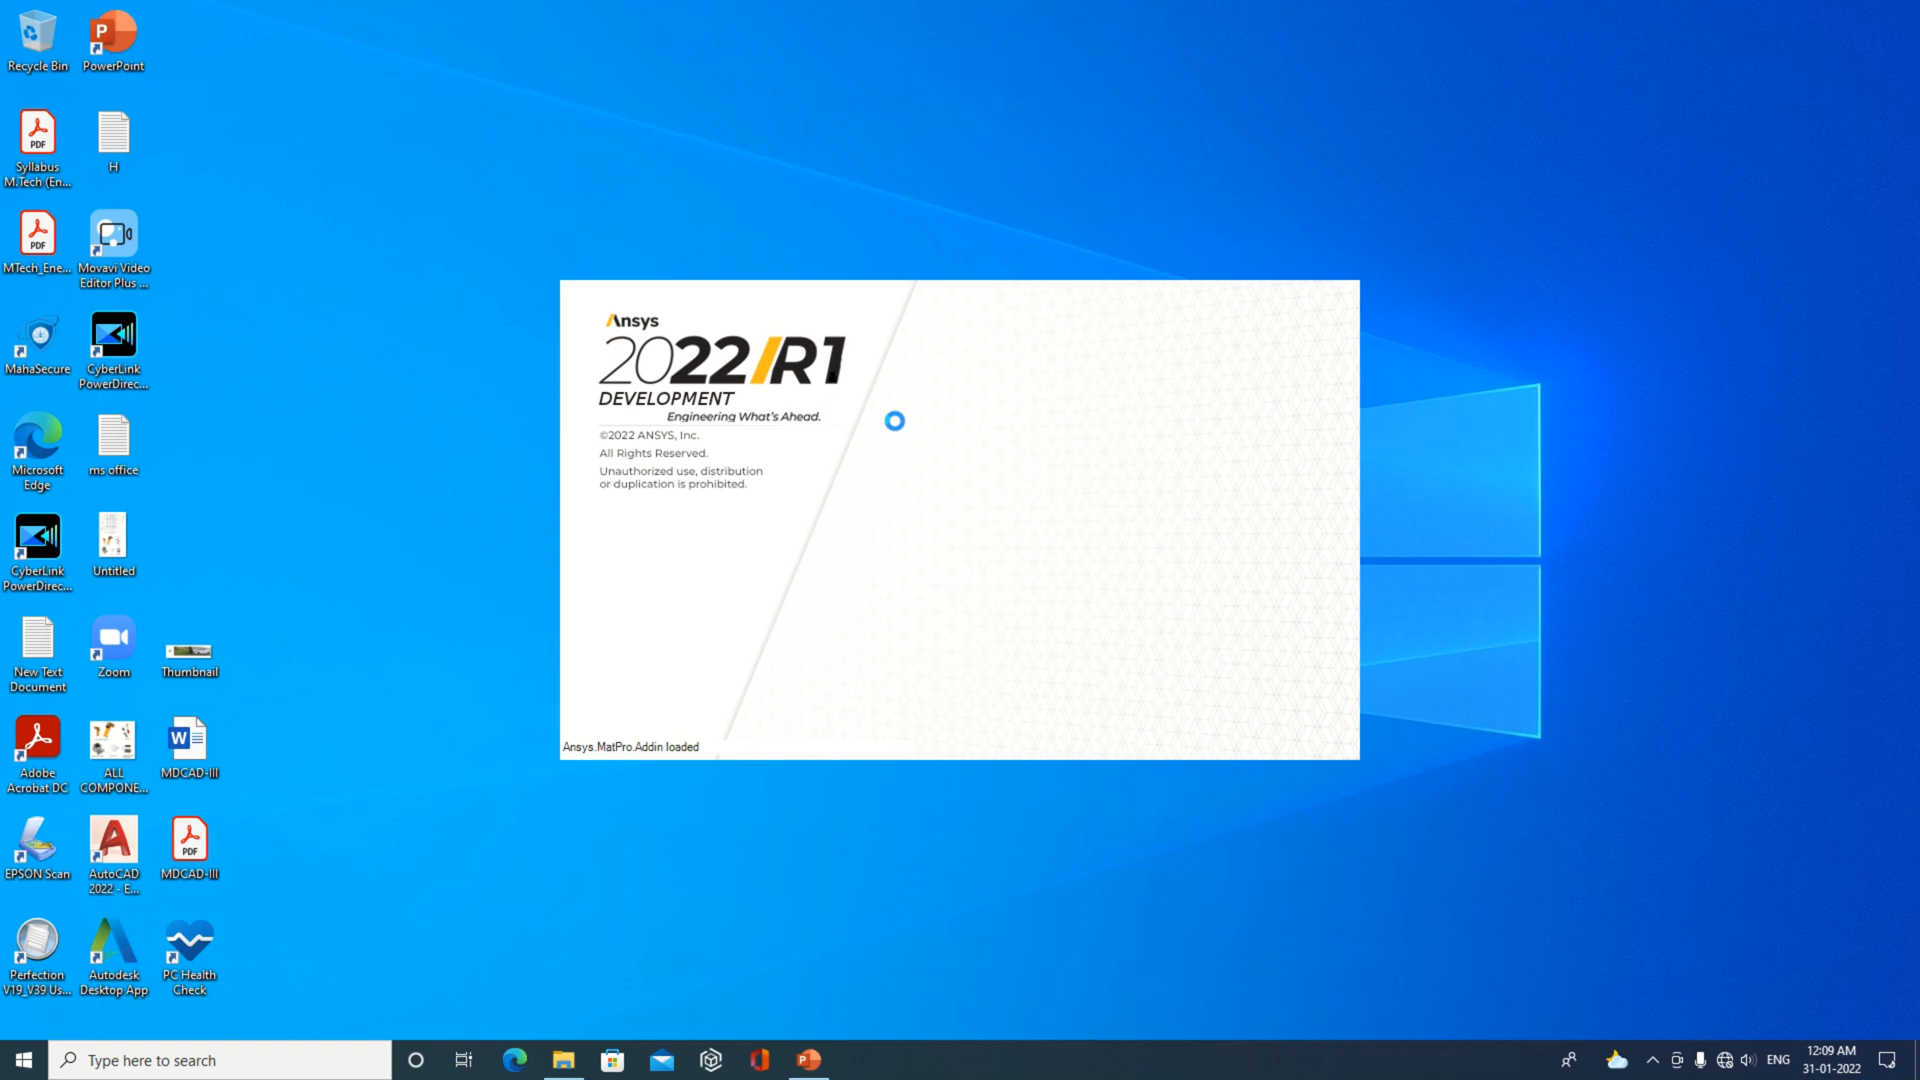 Recycle Bin
PowerPoint
Syllabus
M.Tech (En...
H
MTech_Ene...
Movavi Video
Editor Plus ...
MahaSecure
CyberLink
PowerDirec...
Microsoft
Edge
ms office
CyberLink
PowerDirec...
Untitled
New Text
Document
Zoom
Thumbnail
Adobe
Acrobat DC
ALL
COMPONE...
MDCAD-III
EPSON Scan
AutoCAD
2022 - E...
MDCAD-III
Perfection
V19_V39 Us...
Autodesk
Desktop App
PC Health
Check
Ansys
2022/R1
DEVELOPMENT
Engineering What's Ahead.
©2022 ANSYS, Inc.
All Rights Reserved.
Unauthorized use, distribution
or duplication is prohibited.
Ansys.MatPro.Addin loaded
Type here to search
ENG
12:09 AM
31-01-2022